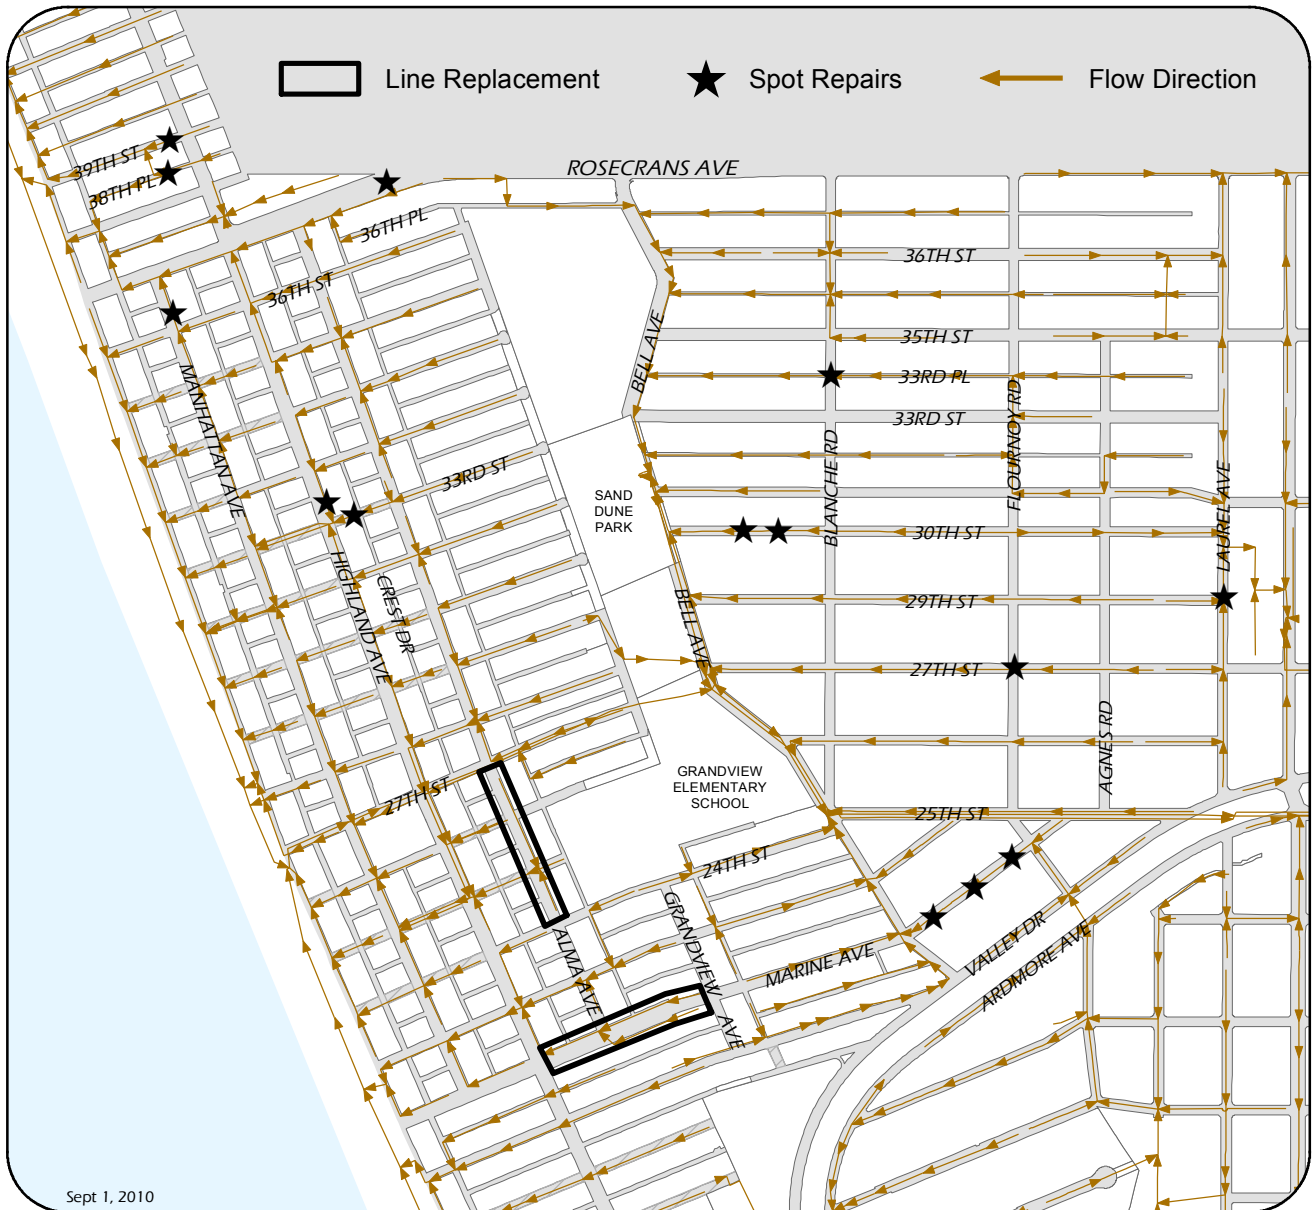 Line Replacement
Spot Repairs
Flow Direction
ROSECRANS AVE
39TH ST
38TH PL
36TH PL
36TH ST
36TH ST
35TH ST
BELL AVE
33RD PL
FLOURNOY RD
33RD ST
MANHATTAN AVE
BLANCHE RD
33RD ST
LAUREL AVE
SAND
DUNE
PARK
30TH ST
HIGHLAND AVE
CREST DR
BELL AVE
29TH ST
27TH ST
AGNES RD
GRANDVIEW
ELEMENTARY
SCHOOL
27TH ST
25TH ST
24TH ST
GRANDVIEW AVE
ALMA AVE
MARINE AVE
VALLEY DR
ARDMORE AVE
Sept 1, 2010